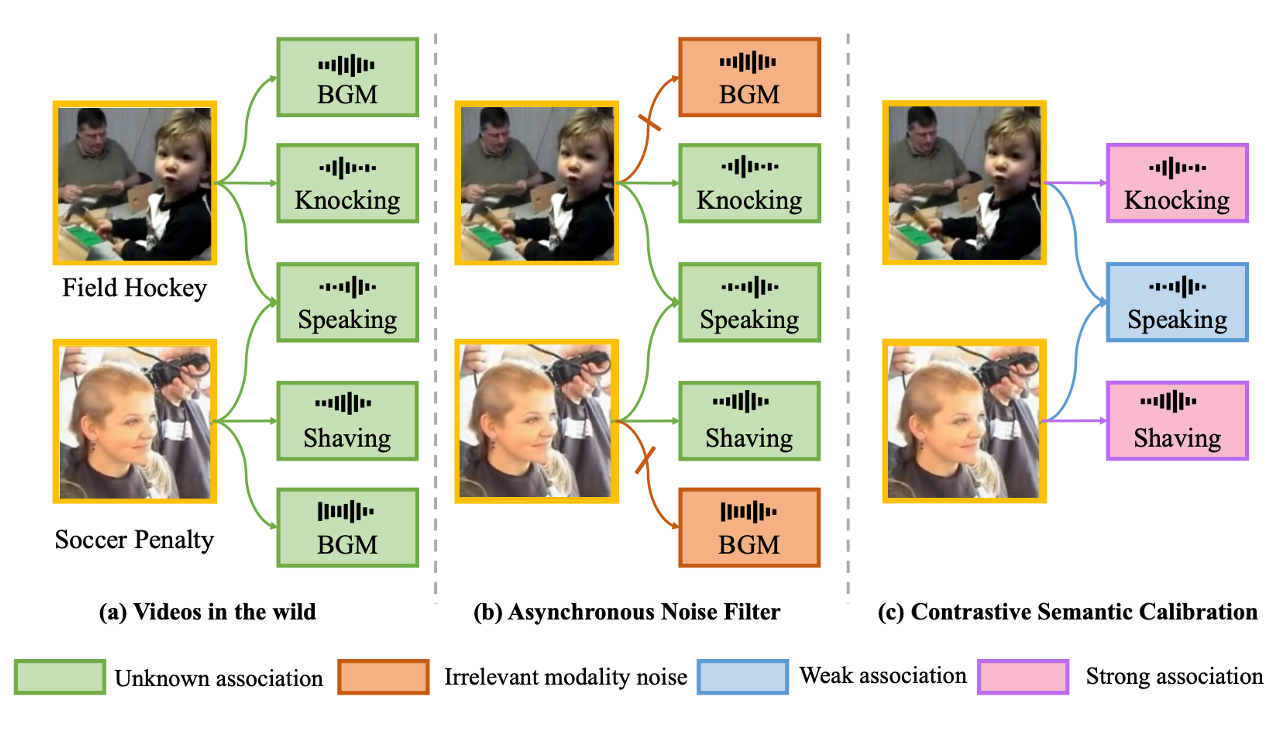 BGM
Knocking
Field Hockey
Speaking
Shaving
Soccer Penalty
BGM
(a) Videos in the wild
BGM
Knocking
Speaking
Shaving
BGM
(b) Asynchronous Noise Filter
Knocking
Speaking
Shaving
(c) Contrastive Semantic Calibration
Unknown association
Irrelevant modality noise
Weak association
Strong association